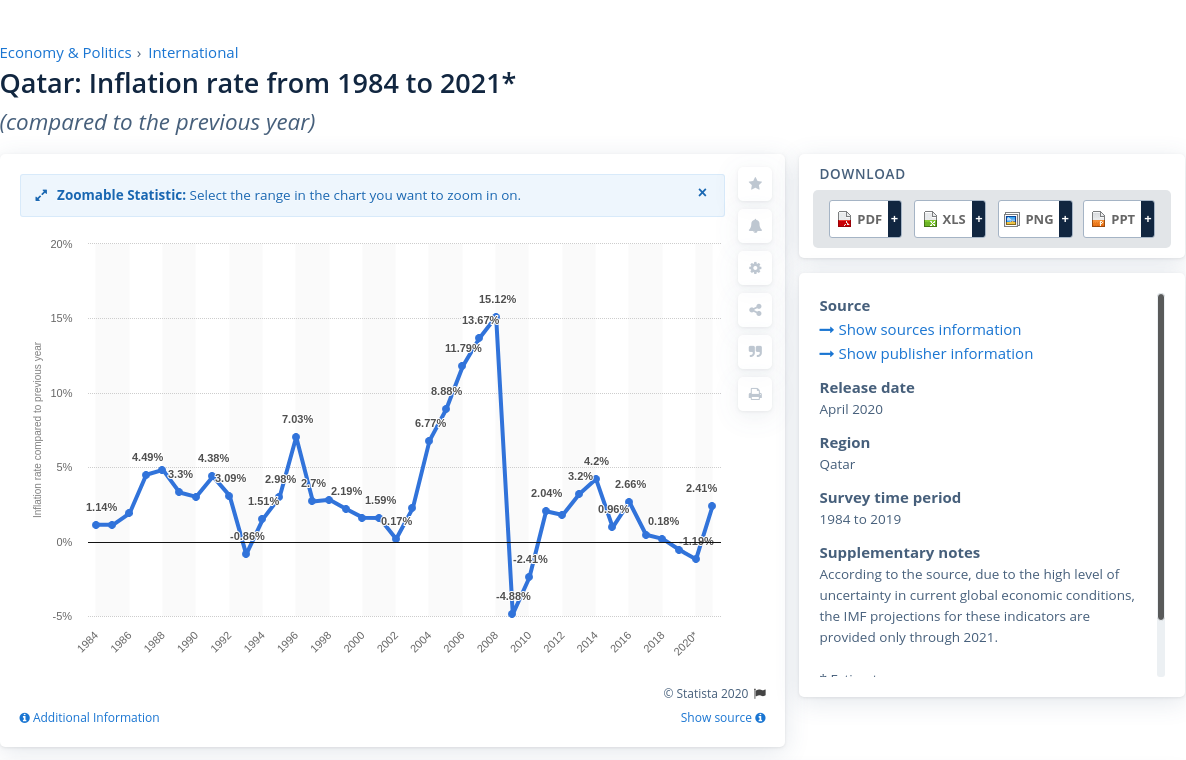 Economy & Politics › International
Qatar: Inflation rate from 1984 to 2021*
(compared to the previous year)
Zoomable Statistic: Select the range in the chart you want to zoom in on. ×
20%
15%
10%
5%
0%
-5%
Inflation rate compared to previous year
1.14%
4.49%
3.3%
4.38%
3.09%
-0.86%
1.51%
2.98%
7.03%
2.7%
2.19%
1.59%
0.17%
6.77%
8.88%
11.79%
13.67%
15.12%
-4.88%
-2.41%
2.04%
3.2%
4.2%
0.96%
2.66%
0.18%
-1.19%
2.41%
1984
1986
1988
1990
1992
1994
1996
1998
2000
2002
2004
2006
2008
2010
2012
2014
2016
2018
2020*
© Statista 2020
Additional Information
Show source
DOWNLOAD
PDF + XLS + PNG + PPT +
Source
Show sources information
Show publisher information
Release date
April 2020
Region
Qatar
Survey time period
1984 to 2019
Supplementary notes
According to the source, due to the high level of
uncertainty in current global economic conditions,
the IMF projections for these indicators are
provided only through 2021.